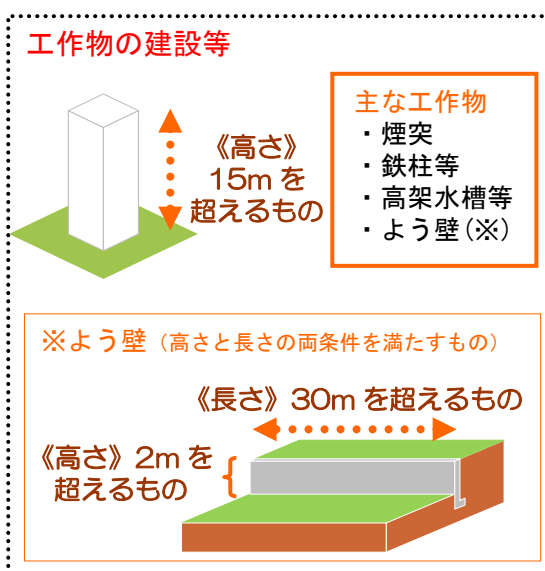 工作物の建設等
《高さ》
15m を
超えるもの
主な工作物
・煙突
・鉄柱等
・高架水槽等
・よう壁(※)
※よう壁（高さと長さの両条件を満たすもの）
《長さ》30m を超えるもの
《高さ》2m を
超えるもの